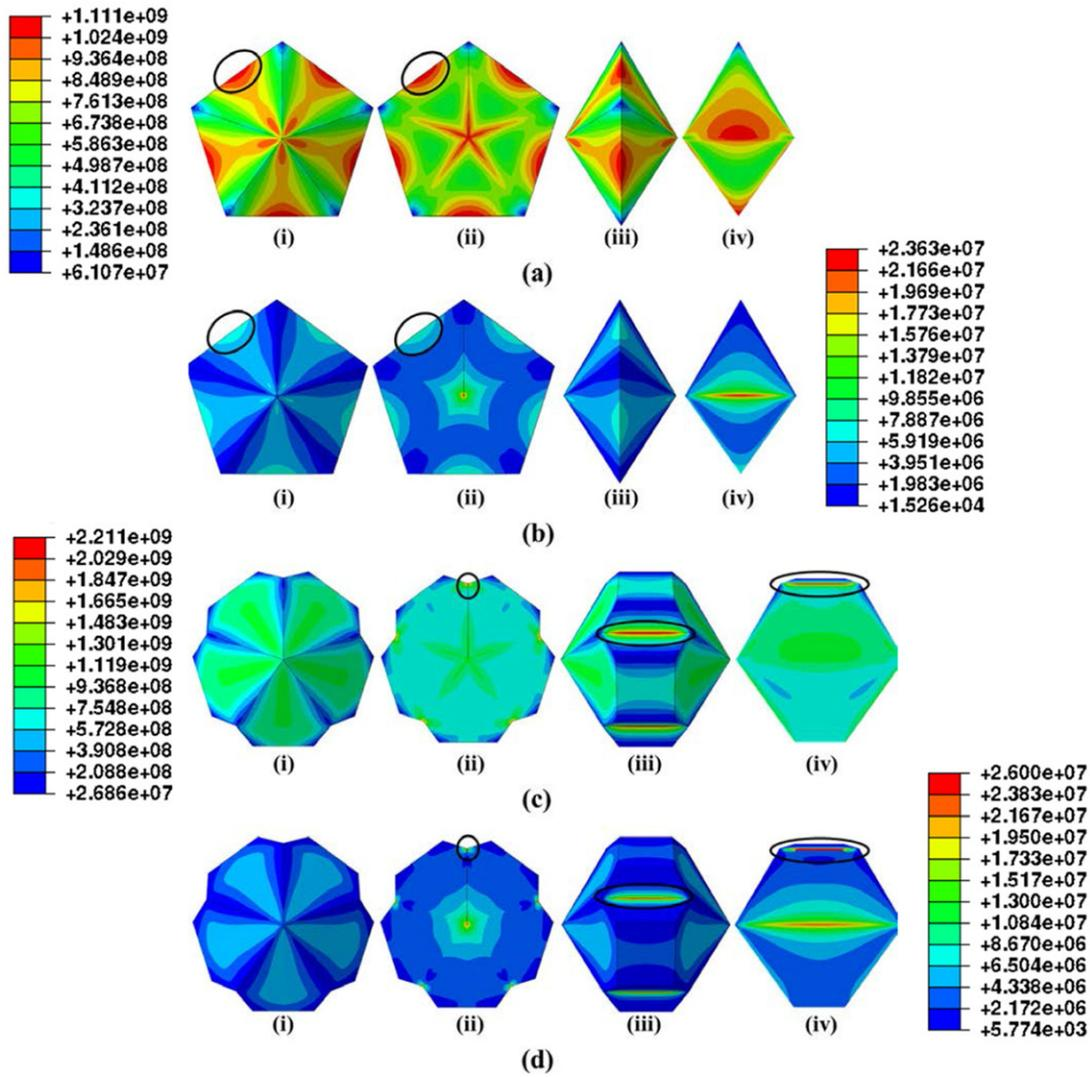 +1.111e+09
+1.024e+09
+9.364e+08
+8.489e+08
+7.613e+08
+6.738e+08
+5.863e+08
+4.987e+08
+4.112e+08
+3.237e+08
+2.361e+08
+1.486e+08
+6.107e+07
(i) (ii) (iii) (iv)
(a)
+2.363e+07
+2.166e+07
+1.969e+07
+1.773e+07
+1.576e+07
+1.379e+07
+1.182e+07
+9.855e+06
+7.887e+06
+5.919e+06
+3.951e+06
+1.983e+06
+1.526e+04
(i) (ii) (iii) (iv)
(b)
+2.211e+09
+2.029e+09
+1.847e+09
+1.665e+09
+1.483e+09
+1.301e+09
+1.119e+09
+9.368e+08
+7.548e+08
+5.728e+08
+3.908e+08
+2.088e+08
+2.686e+07
(i) (ii) (iii) (iv)
(c)
+2.600e+07
+2.383e+07
+2.167e+07
+1.950e+07
+1.733e+07
+1.517e+07
+1.300e+07
+1.084e+07
+8.670e+06
+6.504e+06
+4.338e+06
+2.172e+06
+5.774e+03
(i) (ii) (iii) (iv)
(d)